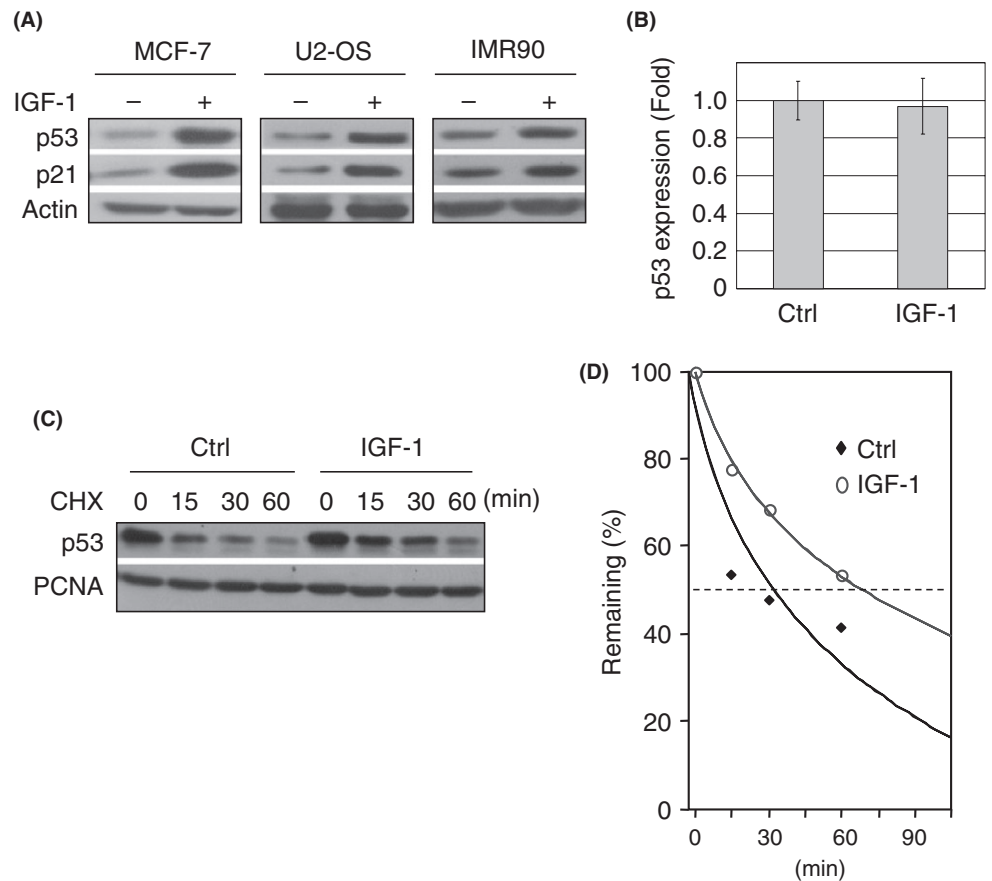 (A)
MCF-7 U2-OS IMR90
IGF-1 – + – + – +
p53
p21
Actin
(B)
p53 expression (Fold)
1.0
0.8
0.6
0.4
0.2
0
Ctrl IGF-1
(C)
Ctrl IGF-1
CHX 0 15 30 60 0 15 30 60 (min)
p53
PCNA
(D)
Remaining (%)
100
80
60
40
20
0
Ctrl
IGF-1
0 30 60 90
(min)